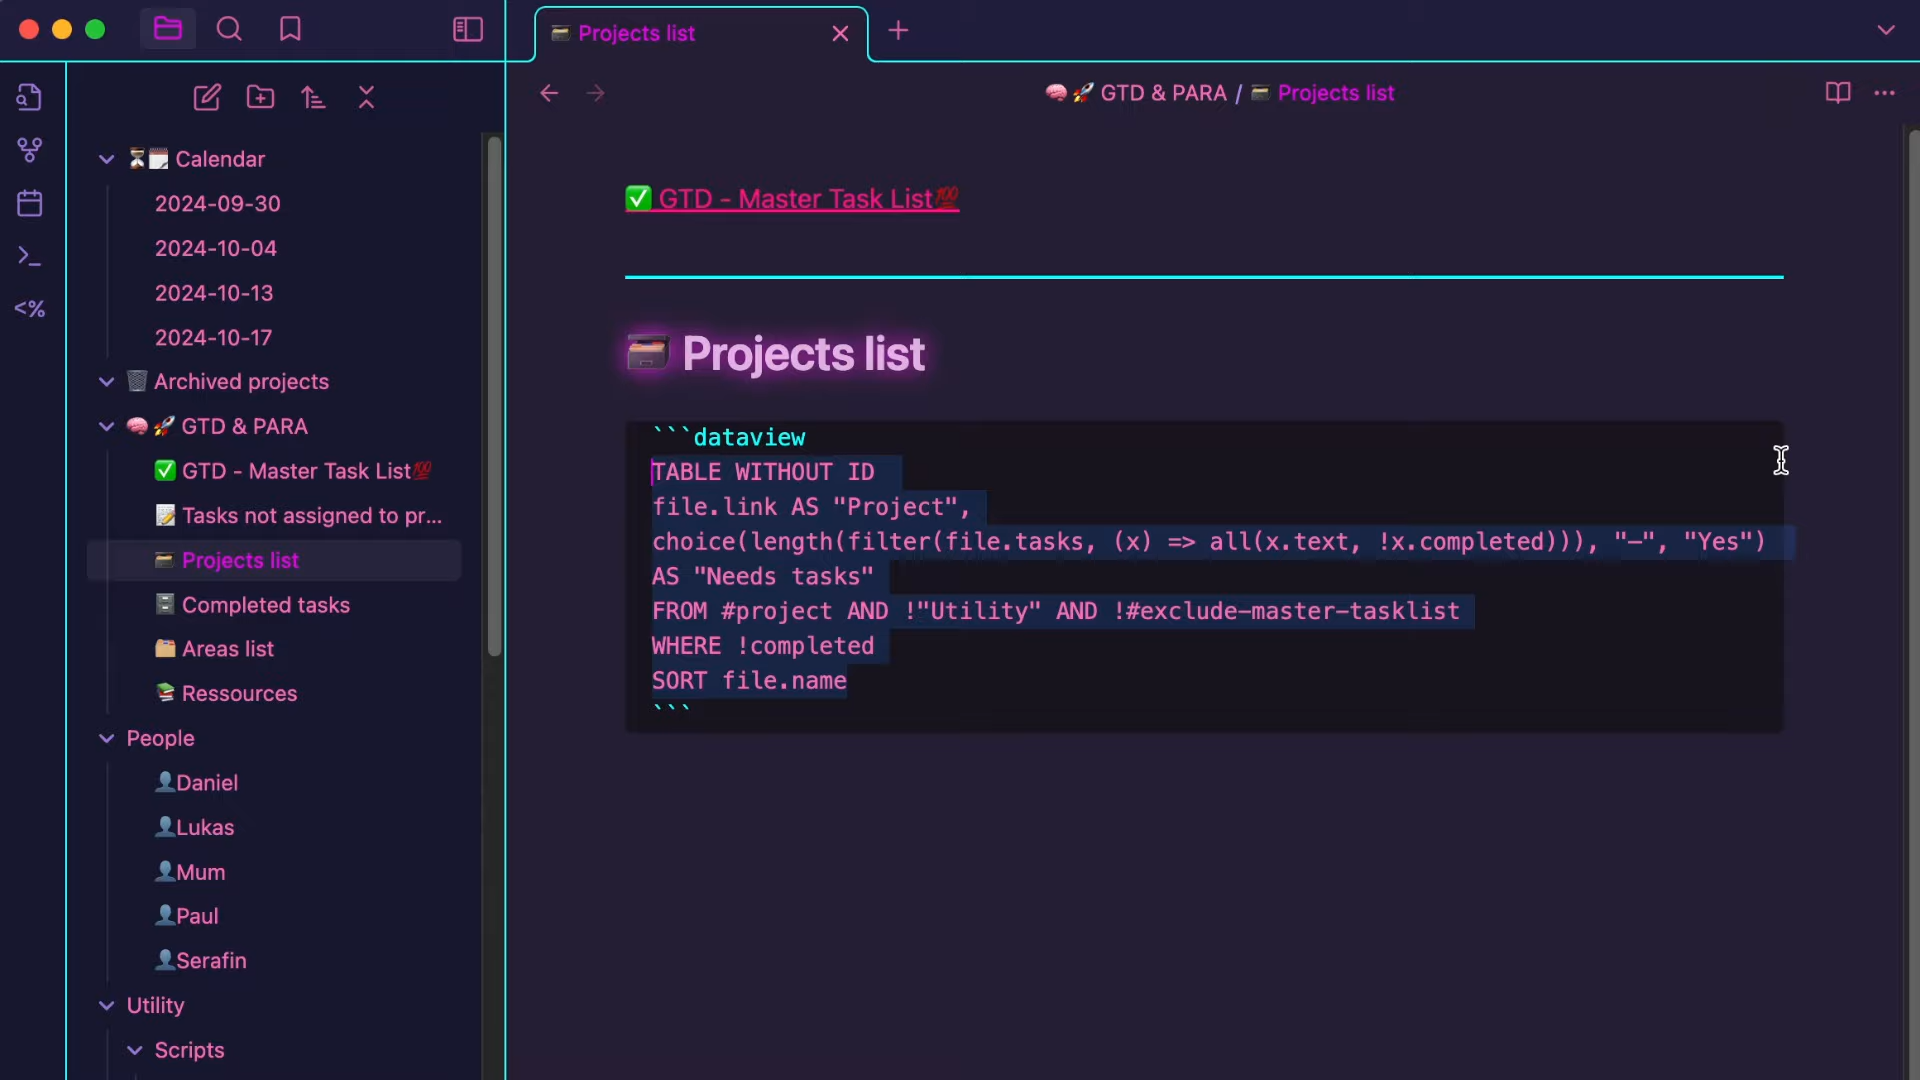 Projects list
GTD & PARA / Projects list
<%
Calendar
2024-09-30
2024-10-04
2024-10-13
2024-10-17
Archived projects
GTD & PARA
GTD - Master Task List💯
Tasks not assigned to pr...
Projects list
Completed tasks
Areas list
Ressources
People
Daniel
Lukas
Mum
Paul
Serafin
Utility
Scripts
GTD - Master Task List💯
Projects list
```dataview
TABLE WITHOUT ID
file.link AS "Project",
choice(length(filter(file.tasks, (x) => all(x.text, !x.completed))), "—", "Yes")
AS "Needs tasks"
FROM #project AND !"Utility" AND !#exclude-master-tasklist
WHERE !completed
SORT file.name
```